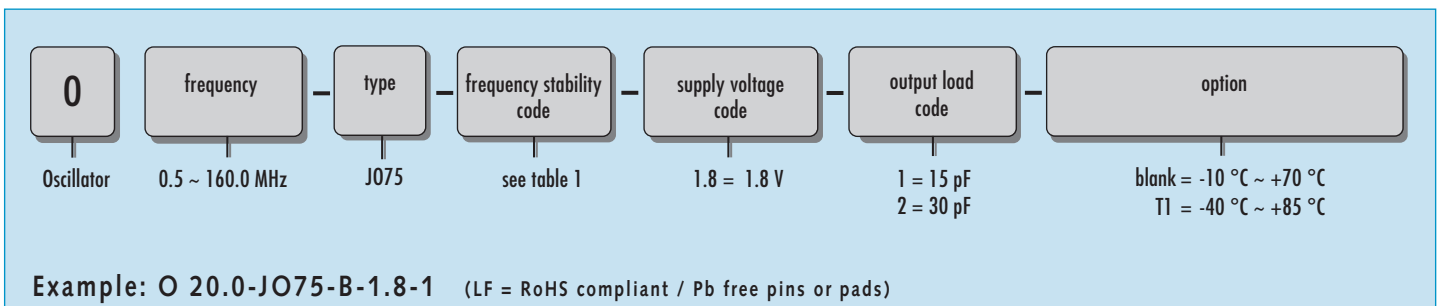 O
frequency
–
type
–
frequency stability
code
–
supply voltage
code
–
output load
code
–
option
Oscillator
0.5 ~ 160.0 MHz
JO75
see table 1
1.8 = 1.8 V
1 = 15 pF
2 = 30 pF
blank = -10 °C ~ +70 °C
T1 = -40 °C ~ +85 °C
Example: O 20.0-JO75-B-1.8-1 (LF = RoHS compliant / Pb free pins or pads)